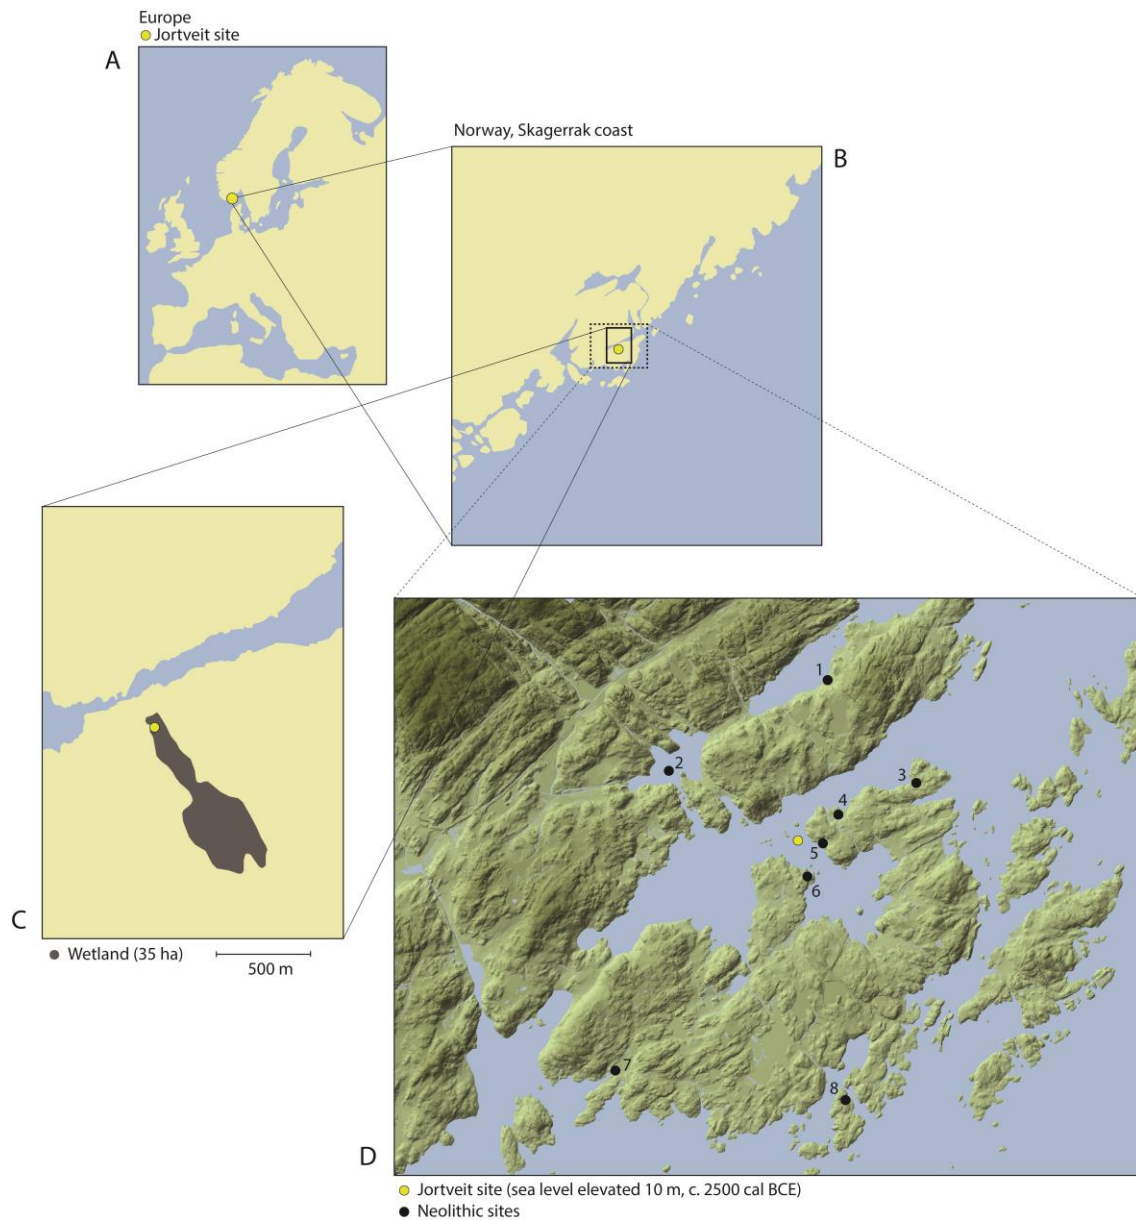 Europe
Jortveit site
A
Norway, Skagerrak coast
B
C
Wetland (35 ha)
500 m
1
2
3
4
5
6
7
8
D
Jortveit site (sea level elevated 10 m, c. 2500 cal BCE)
Neolithic sites